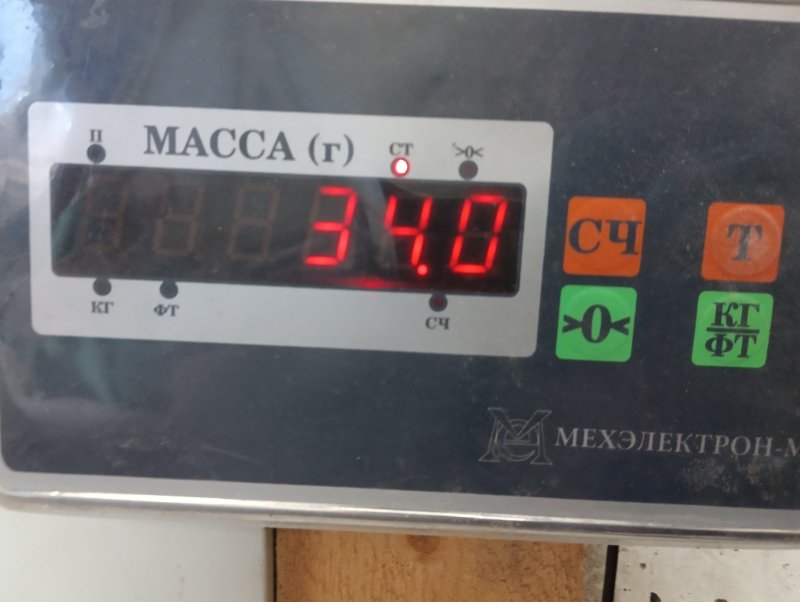 П МАССА (г) СТ >0<
34.0
КГ ФТ СЧ
СЧ Т
>0< КГ ФТ
МЕХЭЛЕКТРОН-М